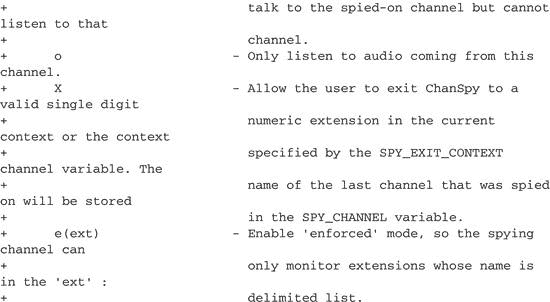 + talk to the spied-on channel but cannot
listen to that
+ channel.
+ o - Only listen to audio coming from this
channel.
+ X - Allow the user to exit ChanSpy to a
valid single digit
+ numeric extension in the current
context or the context
+ specified by the SPY_EXIT_CONTEXT
channel variable. The
+ name of the last channel that was spied
on will be stored
+ in the SPY_CHANNEL variable.
+ e(ext) - Enable 'enforced' mode, so the spying
channel can
+ only monitor extensions whose name is
in the 'ext' :
+ delimited list.